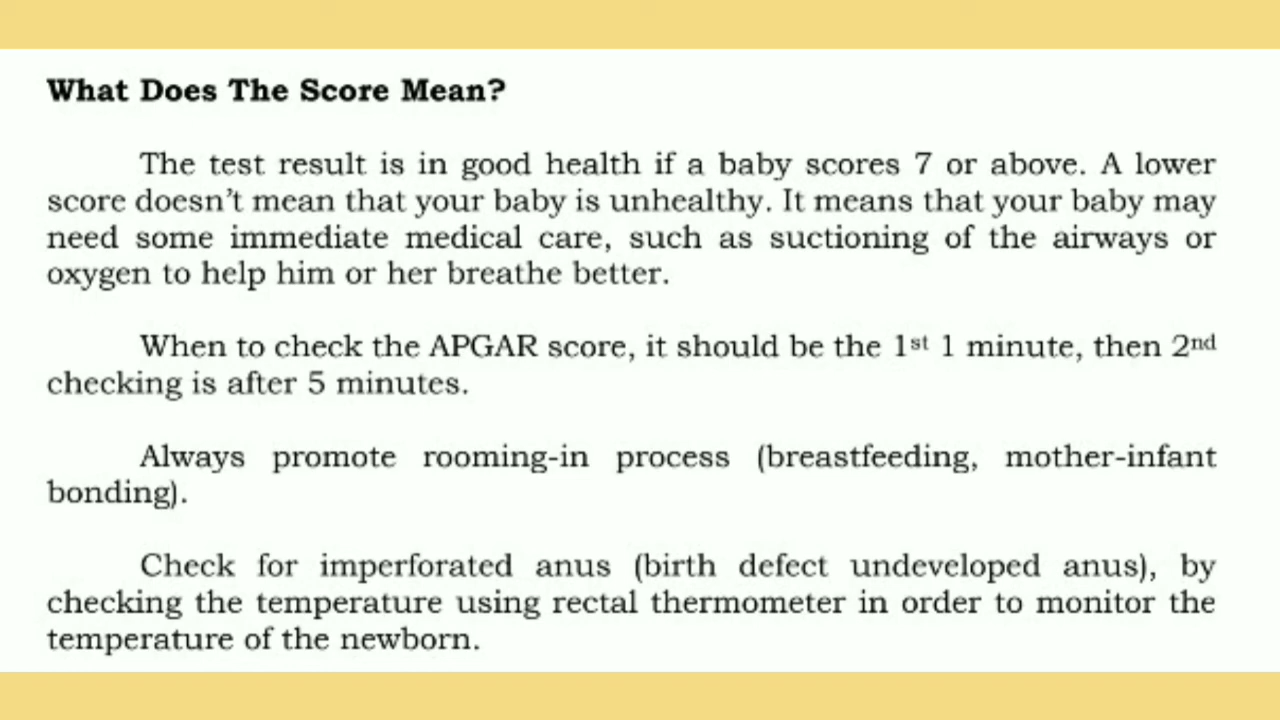 What Does The Score Mean?
The test result is in good health if a baby scores 7 or above. A lower
score doesn't mean that your baby is unhealthy. It means that your baby may
need some immediate medical care, such as suctioning of the airways or
oxygen to help him or her breathe better.
When to check the APGAR score, it should be the 1st 1 minute, then 2nd
checking is after 5 minutes.
Always promote rooming-in process (breastfeeding, mother-infant
bonding).
Check for imperforated anus (birth defect undeveloped anus), by
checking the temperature using rectal thermometer in order to monitor the
temperature of the newborn.